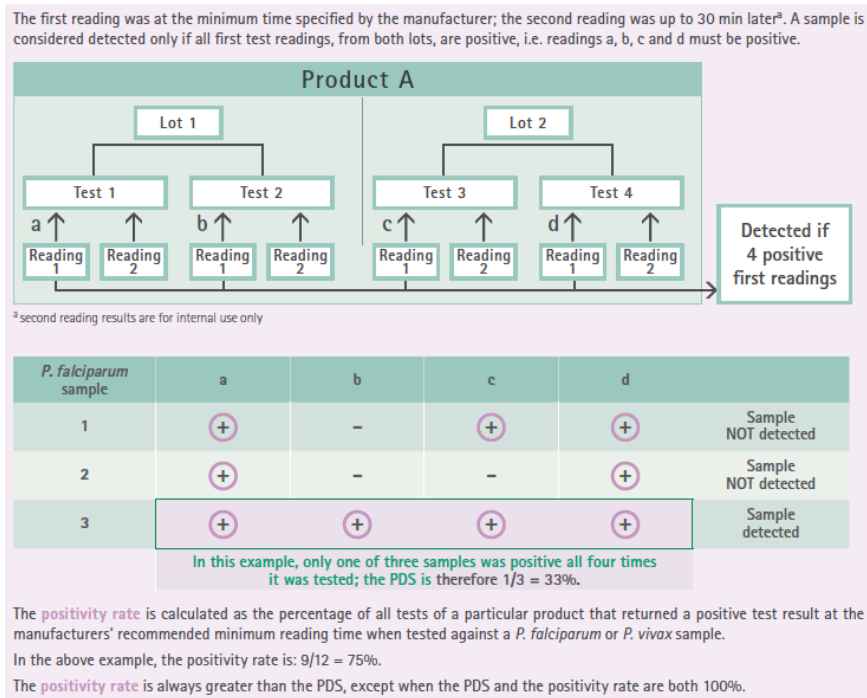 The first reading was at the minimum time specified by the manufacturer; the second reading was up to 30 min laterᵃ. A sample is
considered detected only if all first test readings, from both lots, are positive, i.e. readings a, b, c and d must be positive.
Product A
Lot 1
Lot 2
Test 1
Test 2
Test 3
Test 4
a
b
c
d
Reading 1
Reading 2
Reading 1
Reading 2
Reading 1
Reading 2
Reading 1
Reading 2
Detected if
4 positive
first readings
ᵃ second reading results are for internal use only
P. falciparum sample a b c d
1 + – + + Sample NOT detected
2 + – – + Sample NOT detected
3 + + + + Sample detected
In this example, only one of three samples was positive all four times
it was tested; the PDS is therefore 1/3 = 33%.
The positivity rate is calculated as the percentage of all tests of a particular product that returned a positive test result at the
manufacturers' recommended minimum reading time when tested against a P. falciparum or P. vivax sample.
In the above example, the positivity rate is: 9/12 = 75%.
The positivity rate is always greater than the PDS, except when the PDS and the positivity rate are both 100%.